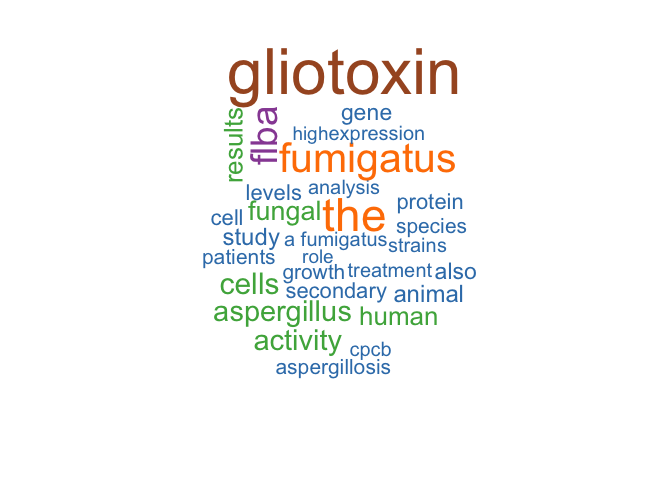 gliotoxin
results
flba
gene
highexpression
fumigatus
levels
analysis
protein
cell
fungal
the
species
study
a fumigatus
strains
patients
role
growth
treatment
also
cells
secondary
animal
aspergillus
human
activity
cpcb
aspergillosis